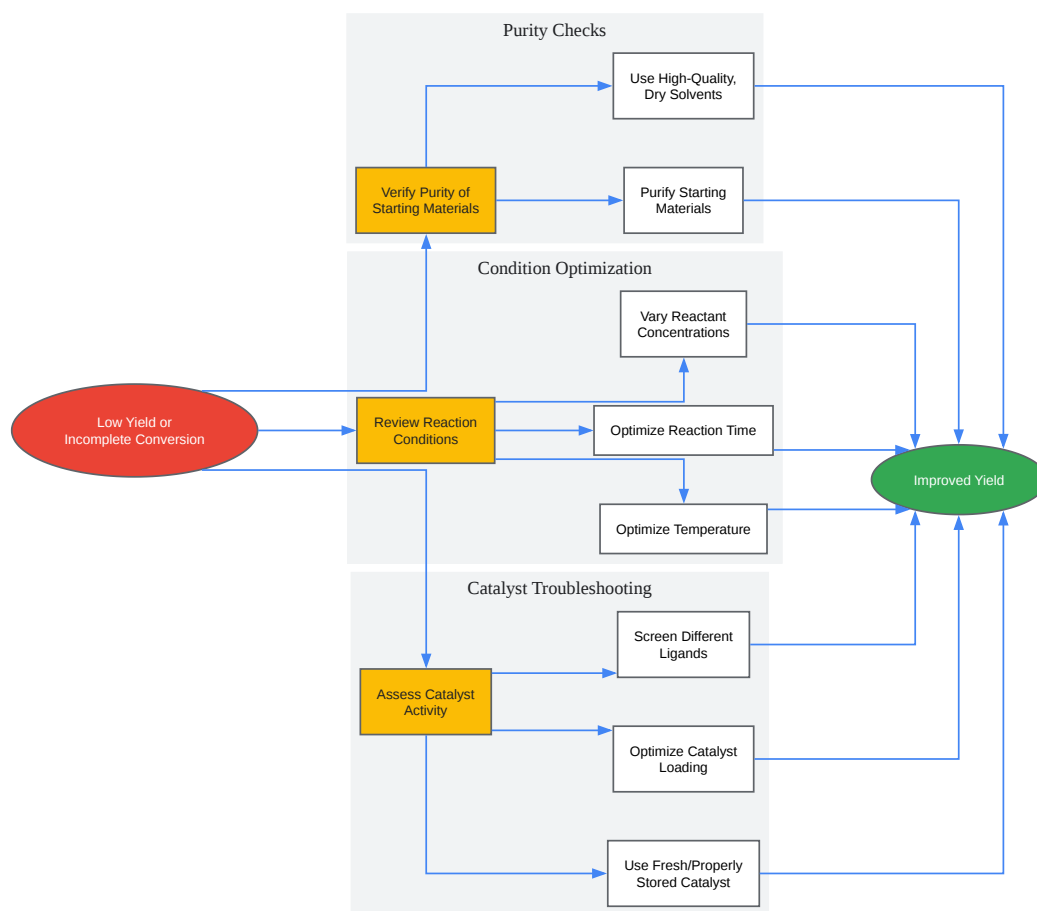 Purity Checks
Use High-Quality,
Dry Solvents
Verify Purity of
Starting Materials
Purify Starting
Materials
Condition Optimization
Vary Reactant
Concentrations
Low Yield or
Incomplete Conversion
Review Reaction
Conditions
Optimize Reaction Time
Improved Yield
Optimize Temperature
Catalyst Troubleshooting
Screen Different
Ligands
Assess Catalyst
Activity
Optimize Catalyst
Loading
Use Fresh/Properly
Stored Catalyst